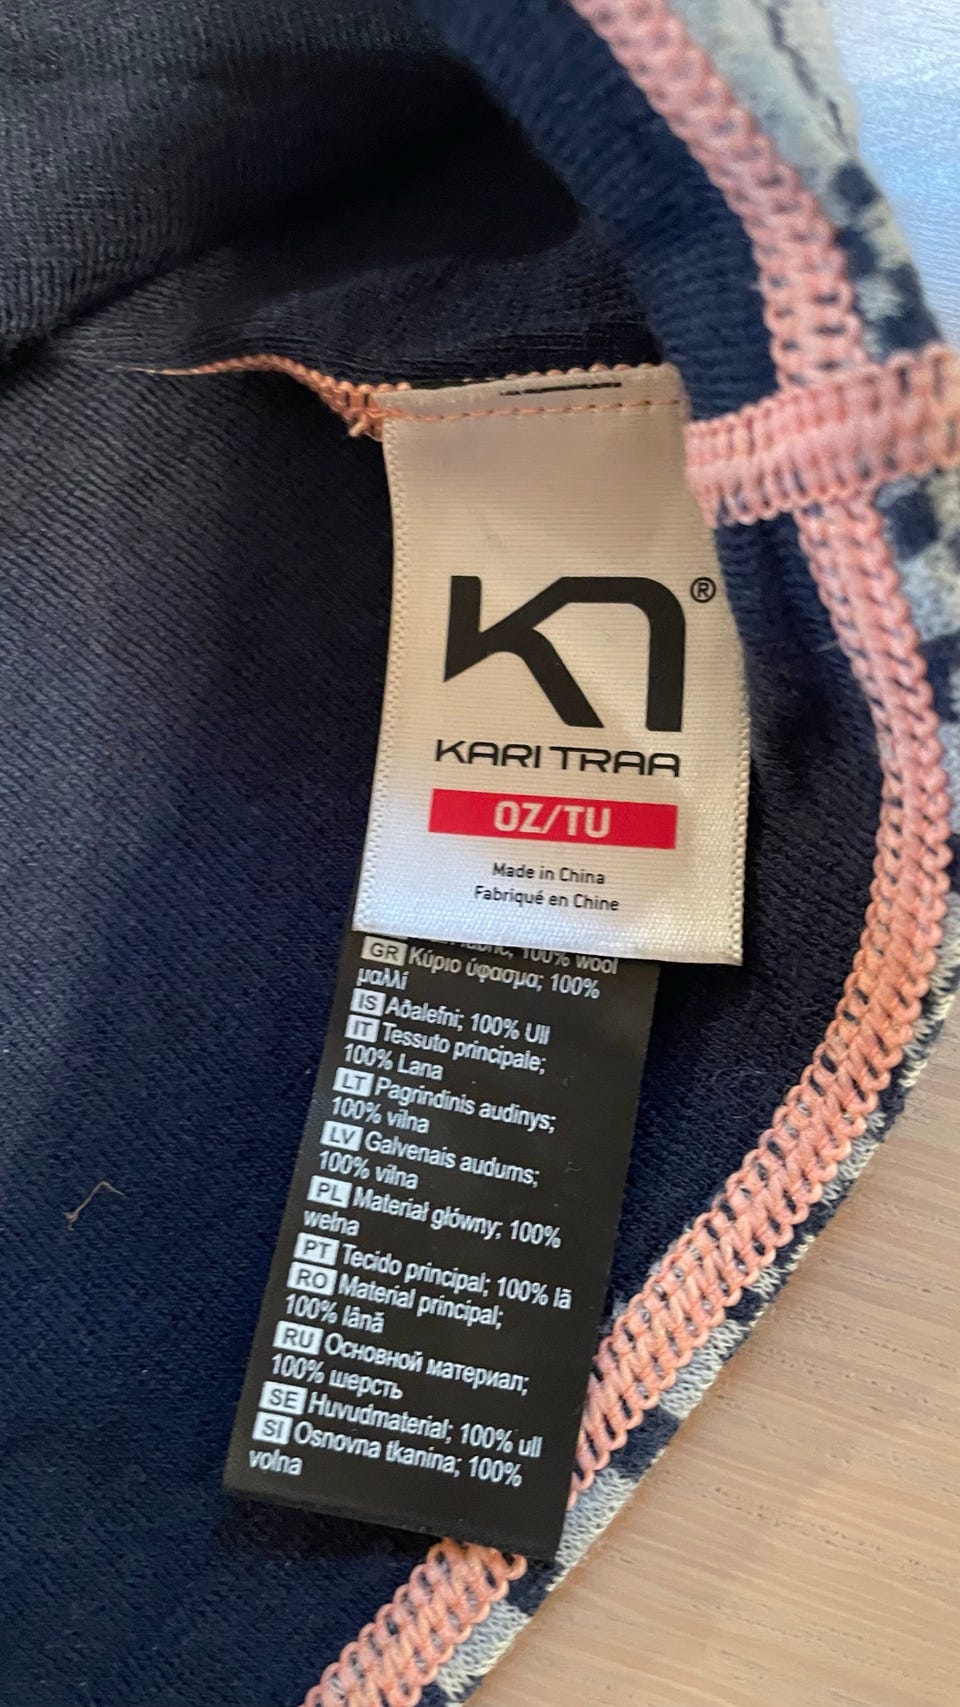 KARI TRAA
®
OZ/TU
Made in China
Fabriqué en Chine
100% wool
GR Κύριο ύφασμα; 100%
μαλλί
IS Aðalefni; 100% Ull
IT Tessuto principale;
100% Lana
LT Pagrindinis audinys;
100% vilna
LV Galvenais audums;
100% vilna
PL Materiał główny; 100%
wełna
PT Tecido principal; 100% lã
RO Material principal;
100% lână
RU Основной материал;
100% шерсть
SE Huvudmaterial; 100% ull
SI Osnovna tkanina; 100%
volna